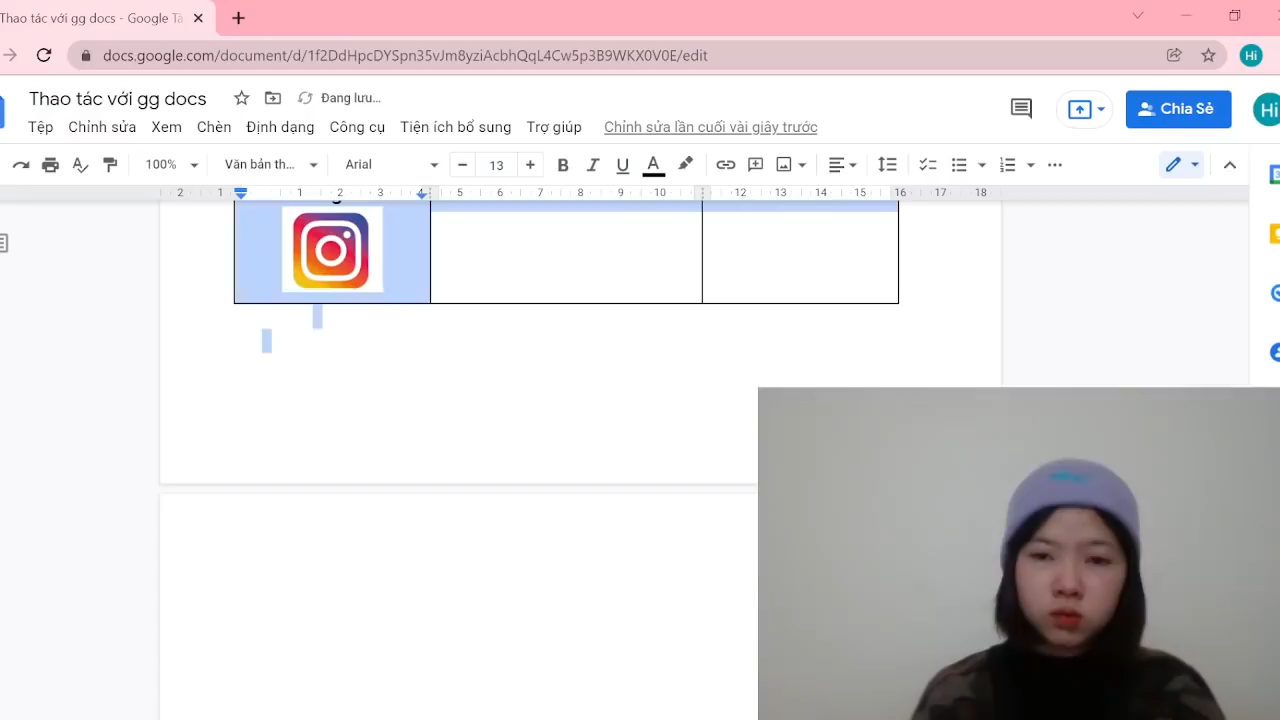 Thao tác với gg docs - Google Tà
docs.google.com/document/d/1f2DdHpcDYSpn35vJm8yziAcbhQqL4Cw5p3B9WKX0V0E/edit
Hi
Thao tác với gg docs
Đang lưu...
Chia Sẻ
Hi
Tệp Chỉnh sửa Xem Chèn Định dạng Công cụ Tiện ích bổ sung Trợ giúp Chỉnh sửa lần cuối vài giây trước
100% Văn bản th... Arial 13 B I U A
2 1 1 2 3 4 5 6 7 8 9 10 12 13 14 15 16 17 18